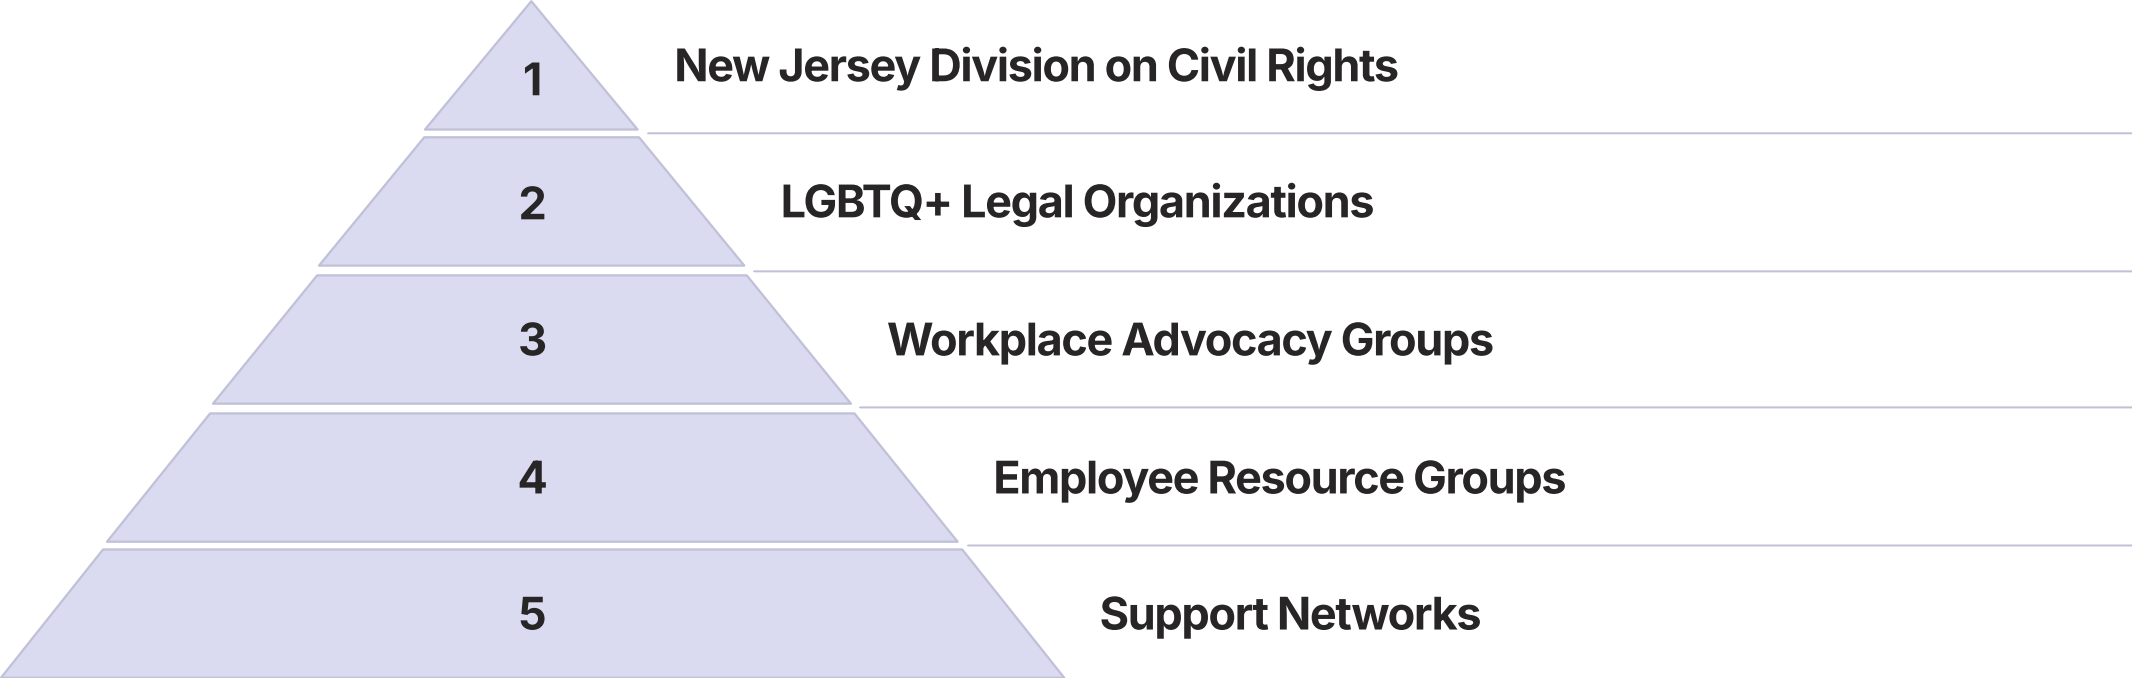 1
New Jersey Division on Civil Rights
2
LGBTQ+ Legal Organizations
3
Workplace Advocacy Groups
4
Employee Resource Groups
5
Support Networks